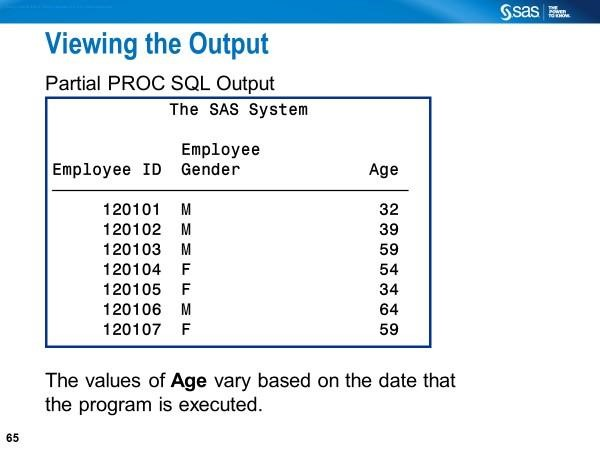 sas THE POWER TO KNOW.
Viewing the Output
Partial PROC SQL Output
The SAS System
Employee
Employee ID Gender Age
120101 M 32
120102 M 39
120103 M 59
120104 F 54
120105 F 34
120106 M 64
120107 F 59
The values of Age vary based on the date that
the program is executed.
65